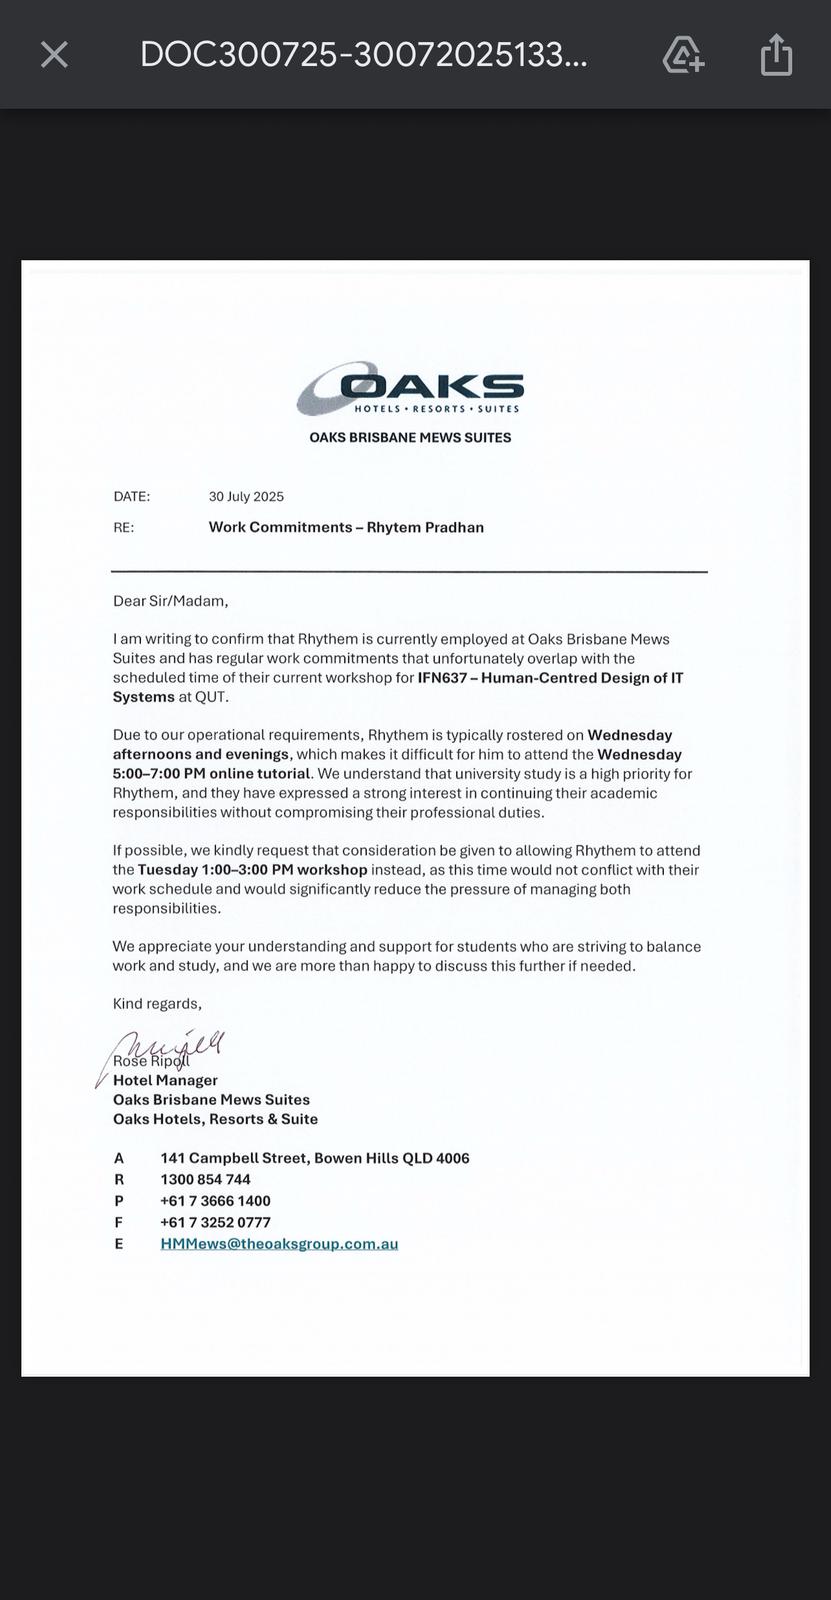 DOC300725-30072025133...
OAKS
HOTELS • RESORTS • SUITES
OAKS BRISBANE MEWS SUITES
DATE: 30 July 2025
RE: Work Commitments – Rhytem Pradhan
Dear Sir/Madam,
I am writing to confirm that Rhythem is currently employed at Oaks Brisbane Mews
Suites and has regular work commitments that unfortunately overlap with the
scheduled time of their current workshop for IFN637 – Human-Centred Design of IT
Systems at QUT.
Due to our operational requirements, Rhythem is typically rostered on Wednesday
afternoons and evenings, which makes it difficult for him to attend the Wednesday
5:00–7:00 PM online tutorial. We understand that university study is a high priority for
Rhythem, and they have expressed a strong interest in continuing their academic
responsibilities without compromising their professional duties.
If possible, we kindly request that consideration be given to allowing Rhythem to attend
the Tuesday 1:00–3:00 PM workshop instead, as this time would not conflict with their
work schedule and would significantly reduce the pressure of managing both
responsibilities.
We appreciate your understanding and support for students who are striving to balance
work and study, and we are more than happy to discuss this further if needed.
Kind regards,
Rose Ripoll
Hotel Manager
Oaks Brisbane Mews Suites
Oaks Hotels, Resorts & Suite
A 141 Campbell Street, Bowen Hills QLD 4006
R 1300 854 744
P +61 7 3666 1400
F +61 7 3252 0777
E HMMews@theoaksgroup.com.au